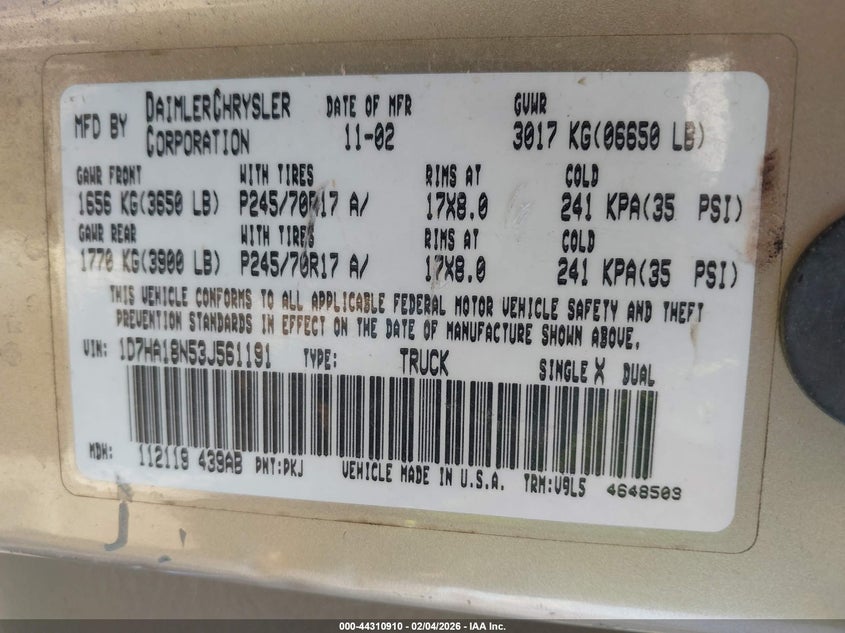 MFD BY DAIMLERCHRYSLER CORPORATION DATE OF MFR 11-02 GVWR 3017 KG(06650 LB)
GAWR FRONT WITH TIRES RIMS AT COLD
1656 KG(3650 LB) P245/70R17 A/ 17X8.0 241 KPA(35 PSI)
GAWR REAR WITH TIRES RIMS AT COLD
1770 KG(3900 LB) P245/70R17 A/ 17X8.0 241 KPA(35 PSI)
THIS VEHICLE CONFORMS TO ALL APPLICABLE FEDERAL MOTOR VEHICLE SAFETY AND THEFT
PREVENTION STANDARDS IN EFFECT ON THE DATE OF MANUFACTURE SHOWN ABOVE.
VIN: 1D7HA18N53J561191 TYPE: TRUCK SINGLE X DUAL
MDH: 112118 439AB PNT:PKJ VEHICLE MADE IN U.S.A. TRM:V9L5 4648503
000-44310910 - 02/04/2026 - IAA Inc.